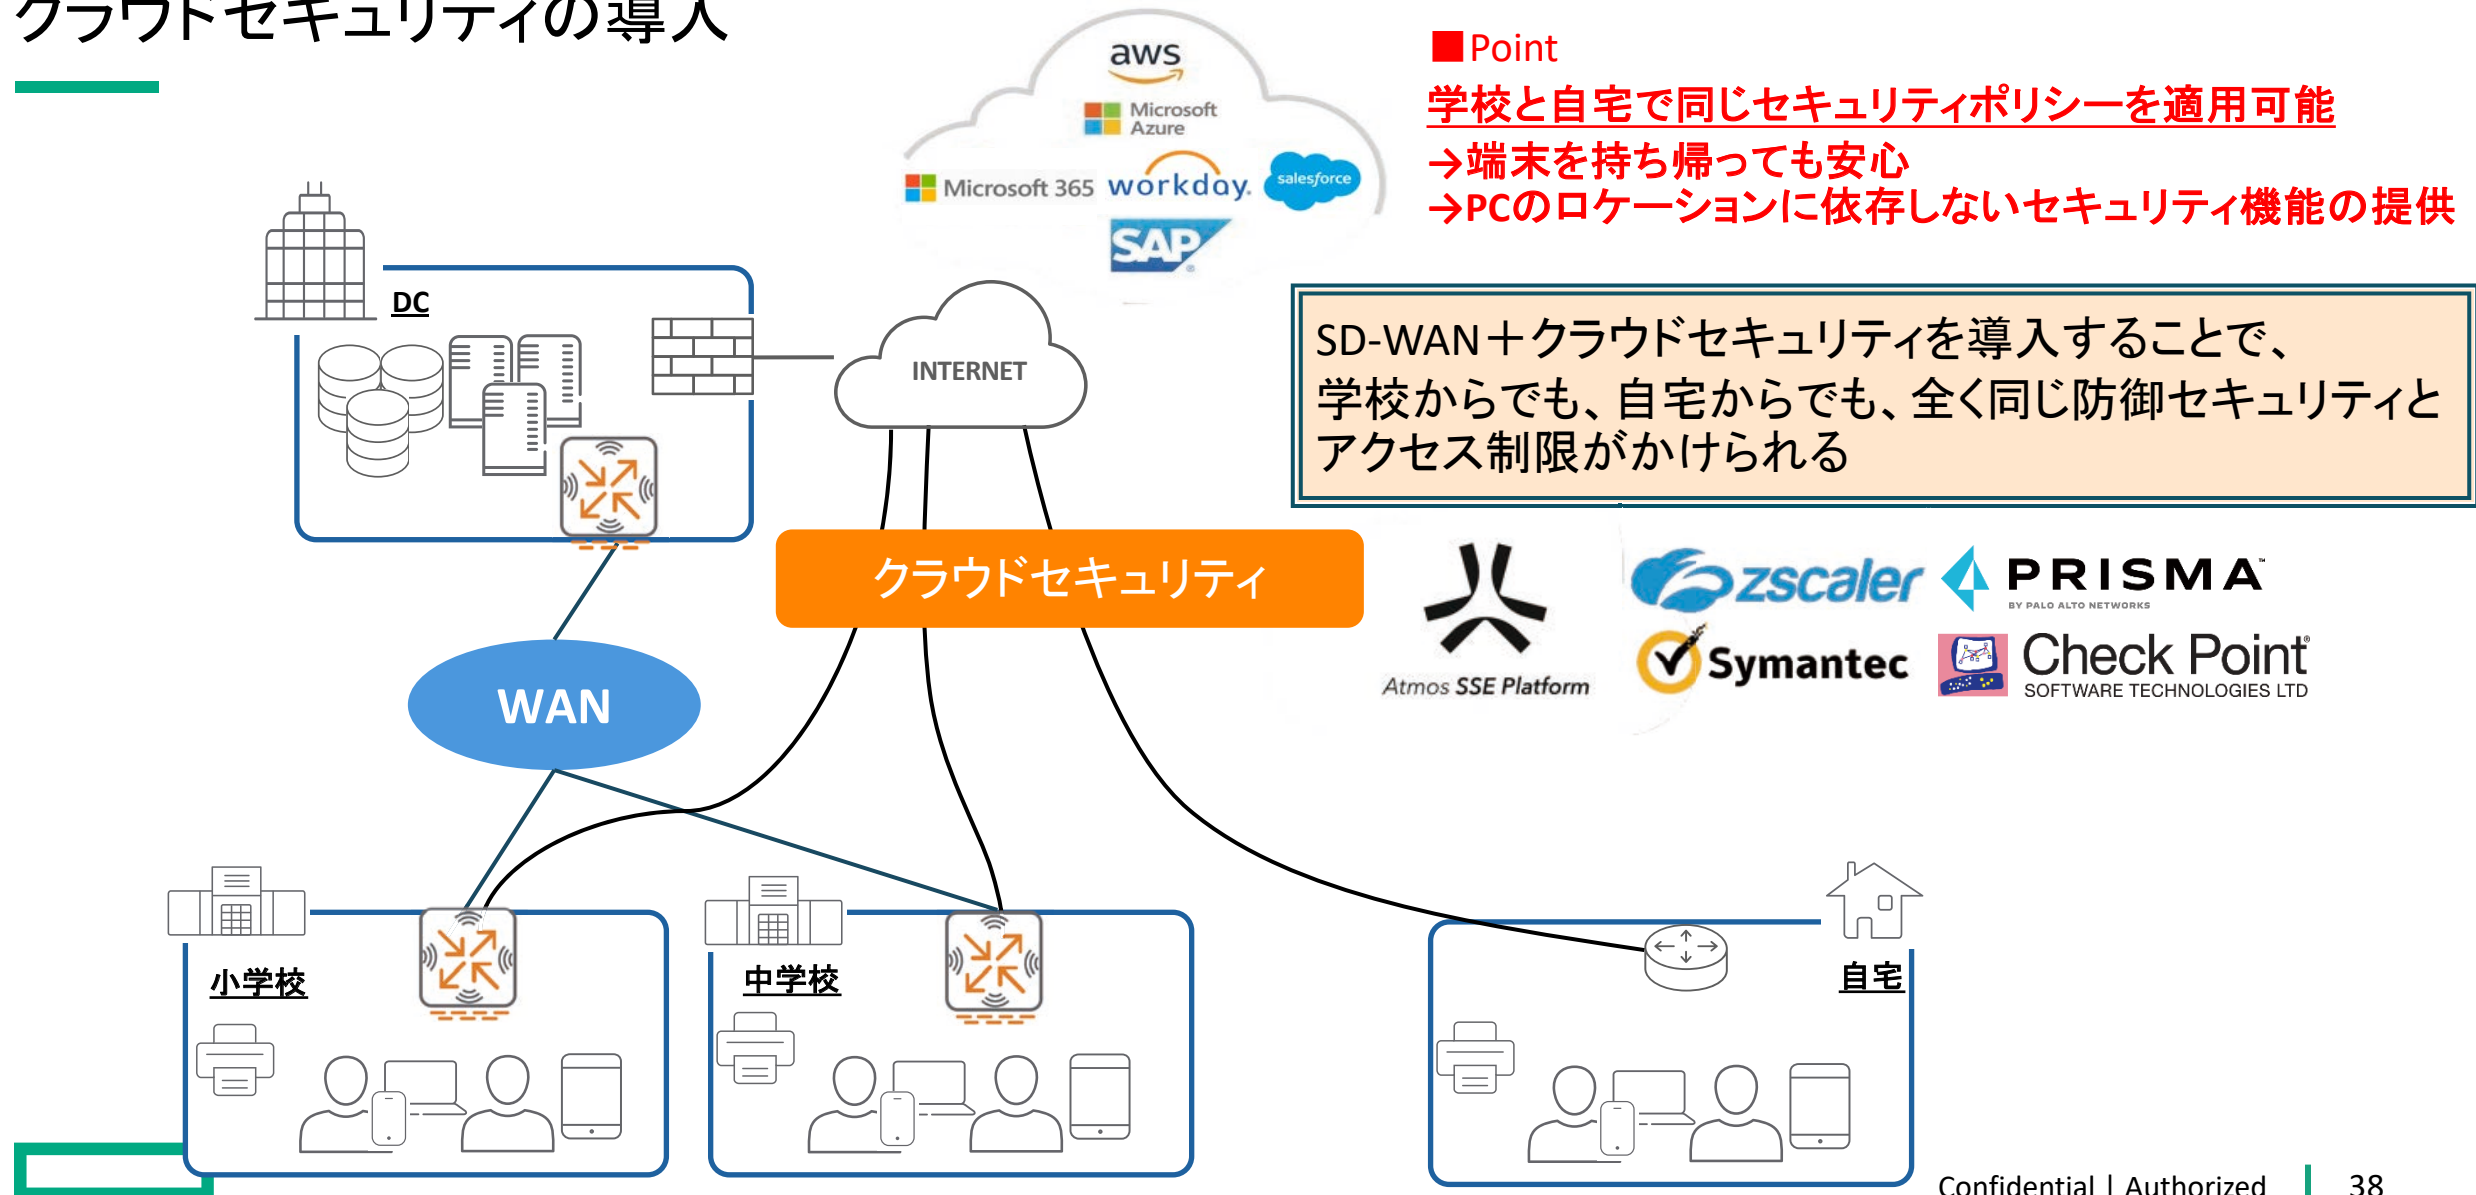 クラウドセキュリティの導入
aws
Microsoft
Azure
Microsoft 365
workday.
salesforce
SAP
■Point
学校と自宅で同じセキュリティポリシーを適用可能
→端末を持ち帰っても安心
→PCのロケーションに依存しないセキュリティ機能の提供
DC
INTERNET
SD-WAN＋クラウドセキュリティを導入することで、
学校からでも、自宅からでも、全く同じ防御セキュリティと
アクセス制限がかけられる
クラウドセキュリティ
Atmos SSE Platform
zscaler
PRISMA™
BY PALO ALTO NETWORKS
Symantec
Check Point®
SOFTWARE TECHNOLOGIES LTD
WAN
小学校
中学校
自宅
Confidential | Authorized
38